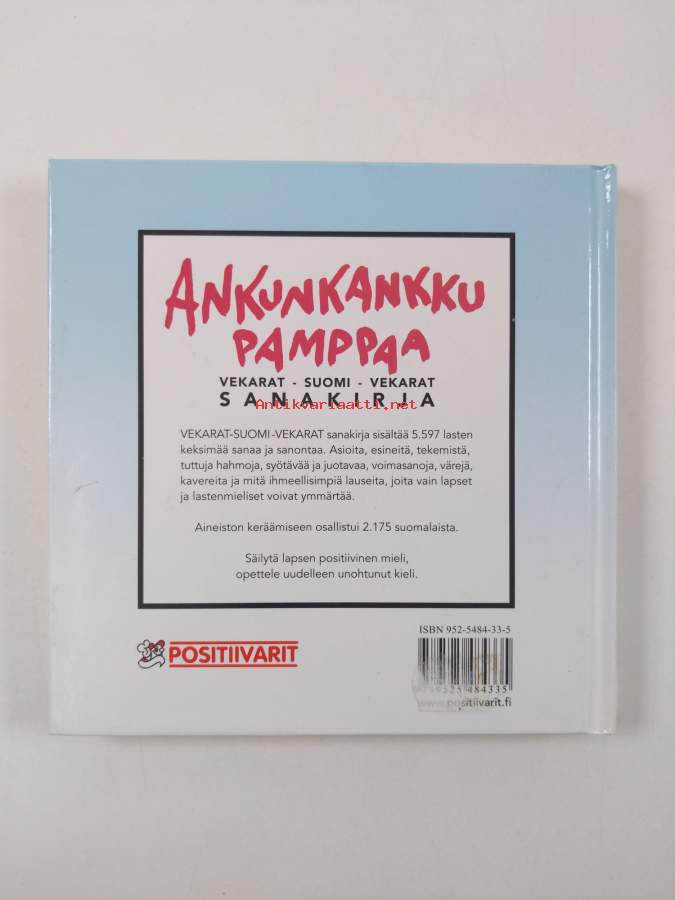 ANKUNKANKKU
PAMPPAA
VEKARAT - SUOMI - VEKARAT
SANAKIRJA
Antikvariaatti.net
VEKARAT-SUOMI-VEKARAT sanakirja sisältää 5.597 lasten
keksimää sanaa ja sanontaa. Asioita, esineitä, tekemistä,
tuttuja hahmoja, syötävää ja juotavaa, voimasanoja, värejä,
kavereita ja mitä ihmeellisimpiä lauseita, joita vain lapset
ja lastenmieliset voivat ymmärtää.
Aineiston keräämiseen osallistui 2.175 suomalaista.
Säilytä lapsen positiivinen mieli,
opettele uudelleen unohtunut kieli.
ISBN 952-5484-33-5
POSITIIVARIT
9789525484335
www.positiivarit.fi